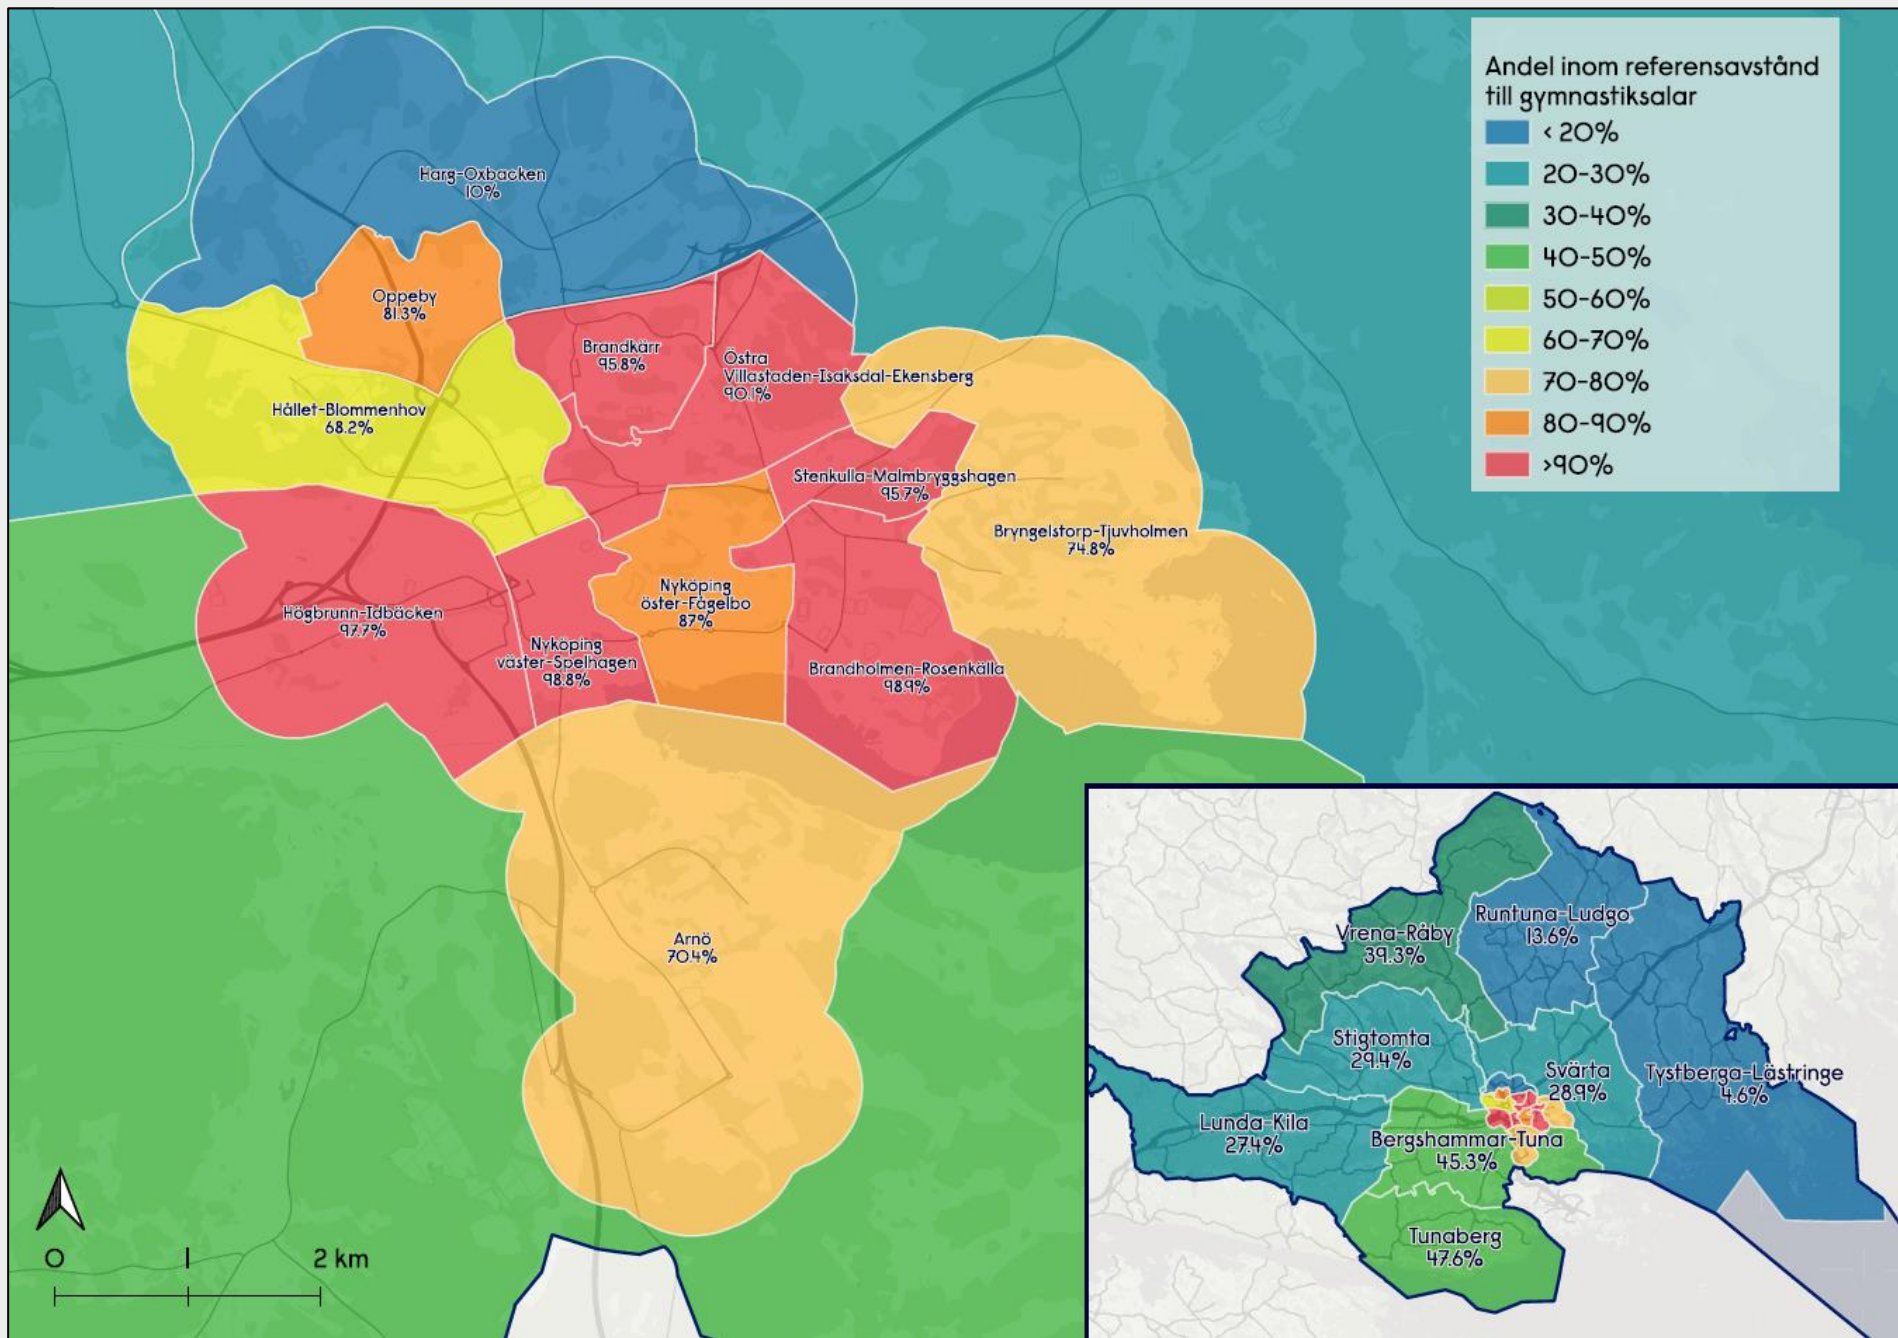 Andel inom referensavstånd
till gymnastiksalar
< 20%
20-30%
30-40%
40-50%
50-60%
60-70%
70-80%
80-90%
>90%
Harg-Oxbacken
10%
Oppeby
81.3%
Brandkärr
95.8%
Östra
Villastaden-Isaksdal-Ekensberg
90.1%
Hållet-Blommenhov
68.2%
Stenkulla-Malmbryggshagen
95.7%
Bryngelstorp-Tjuvholmen
74.8%
Högbrunn-Idbäcken
97.7%
Nyköping
öster-Fågelbo
87%
Nyköping
väster-Spelhagen
98.8%
Brandholmen-Rosenkälla
98.9%
Arnö
70.4%
Runtuna-Ludgo
13.6%
Vrena-Råby
39.3%
Stigtomta
29.4%
Svärta
28.9%
Tystberga-Lästringe
4.6%
Lunda-Kila
27.4%
Bergshammar-Tuna
45.3%
Tunaberg
47.6%
0 1 2 km